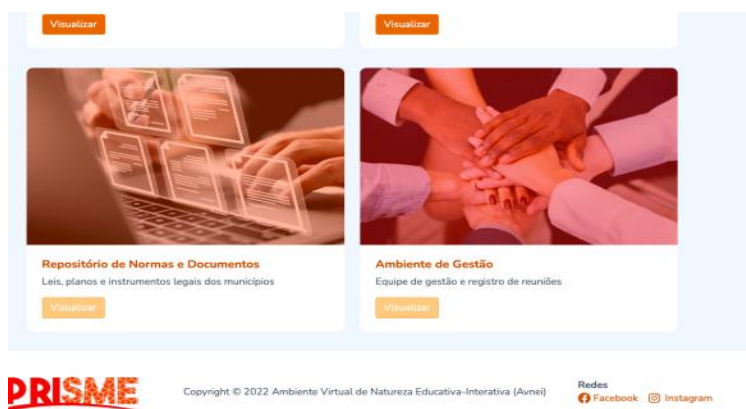 Visualizar
Visualizar
Repositório de Normas e Documentos
Leis, planos e instrumentos legais dos municípios
Visualizar
Ambiente de Gestão
Equipe de gestão e registro de reuniões
Visualizar
PRISME
Copyright © 2022 Ambiente Virtual de Natureza Educativa-Interativa (Avnei)
Redes
Facebook
Instagram